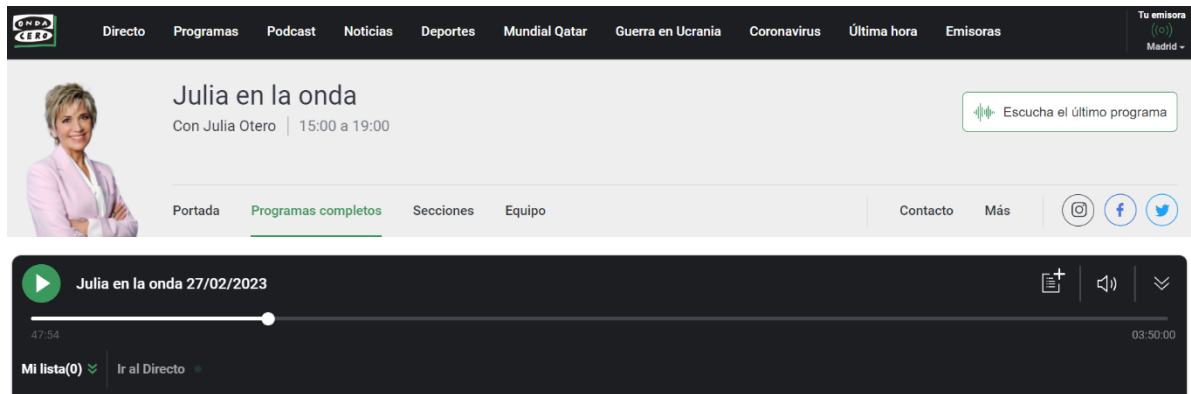 ONDA
CERO
Directo Programas Podcast Noticias Deportes Mundial Qatar Guerra en Ucrania Coronavirus Última hora Emisoras
Tu emisora
Madrid
Julia en la onda
Con Julia Otero | 15:00 a 19:00
Escucha el último programa
Portada Programas completos Secciones Equipo Contacto Más
Julia en la onda 27/02/2023
47:54 03:50:00
Mi lista(0) Ir al Directo